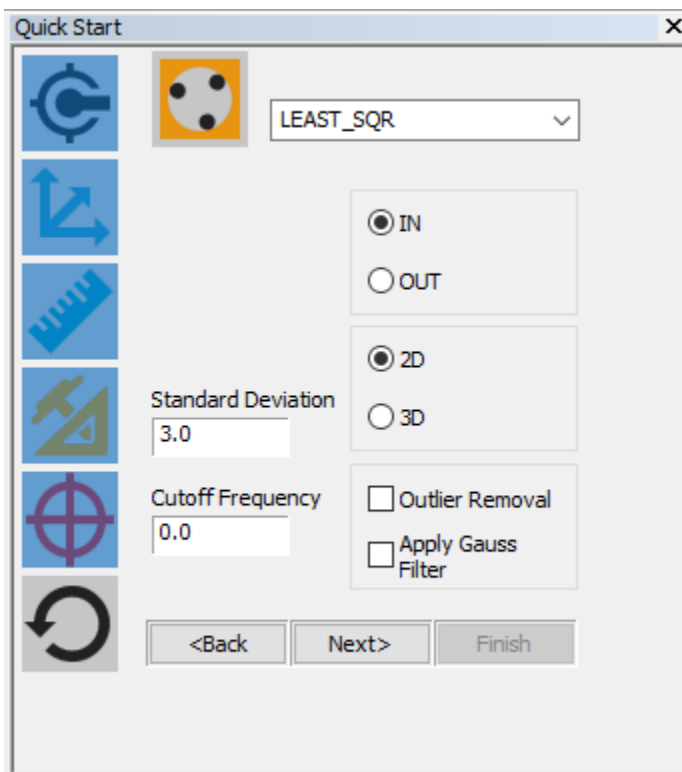 Quick Start
LEAST_SQR
IN
OUT
2D
3D
Standard Deviation
3.0
Cutoff Frequency
0.0
Outlier Removal
Apply Gauss
Filter
<Back
Next>
Finish